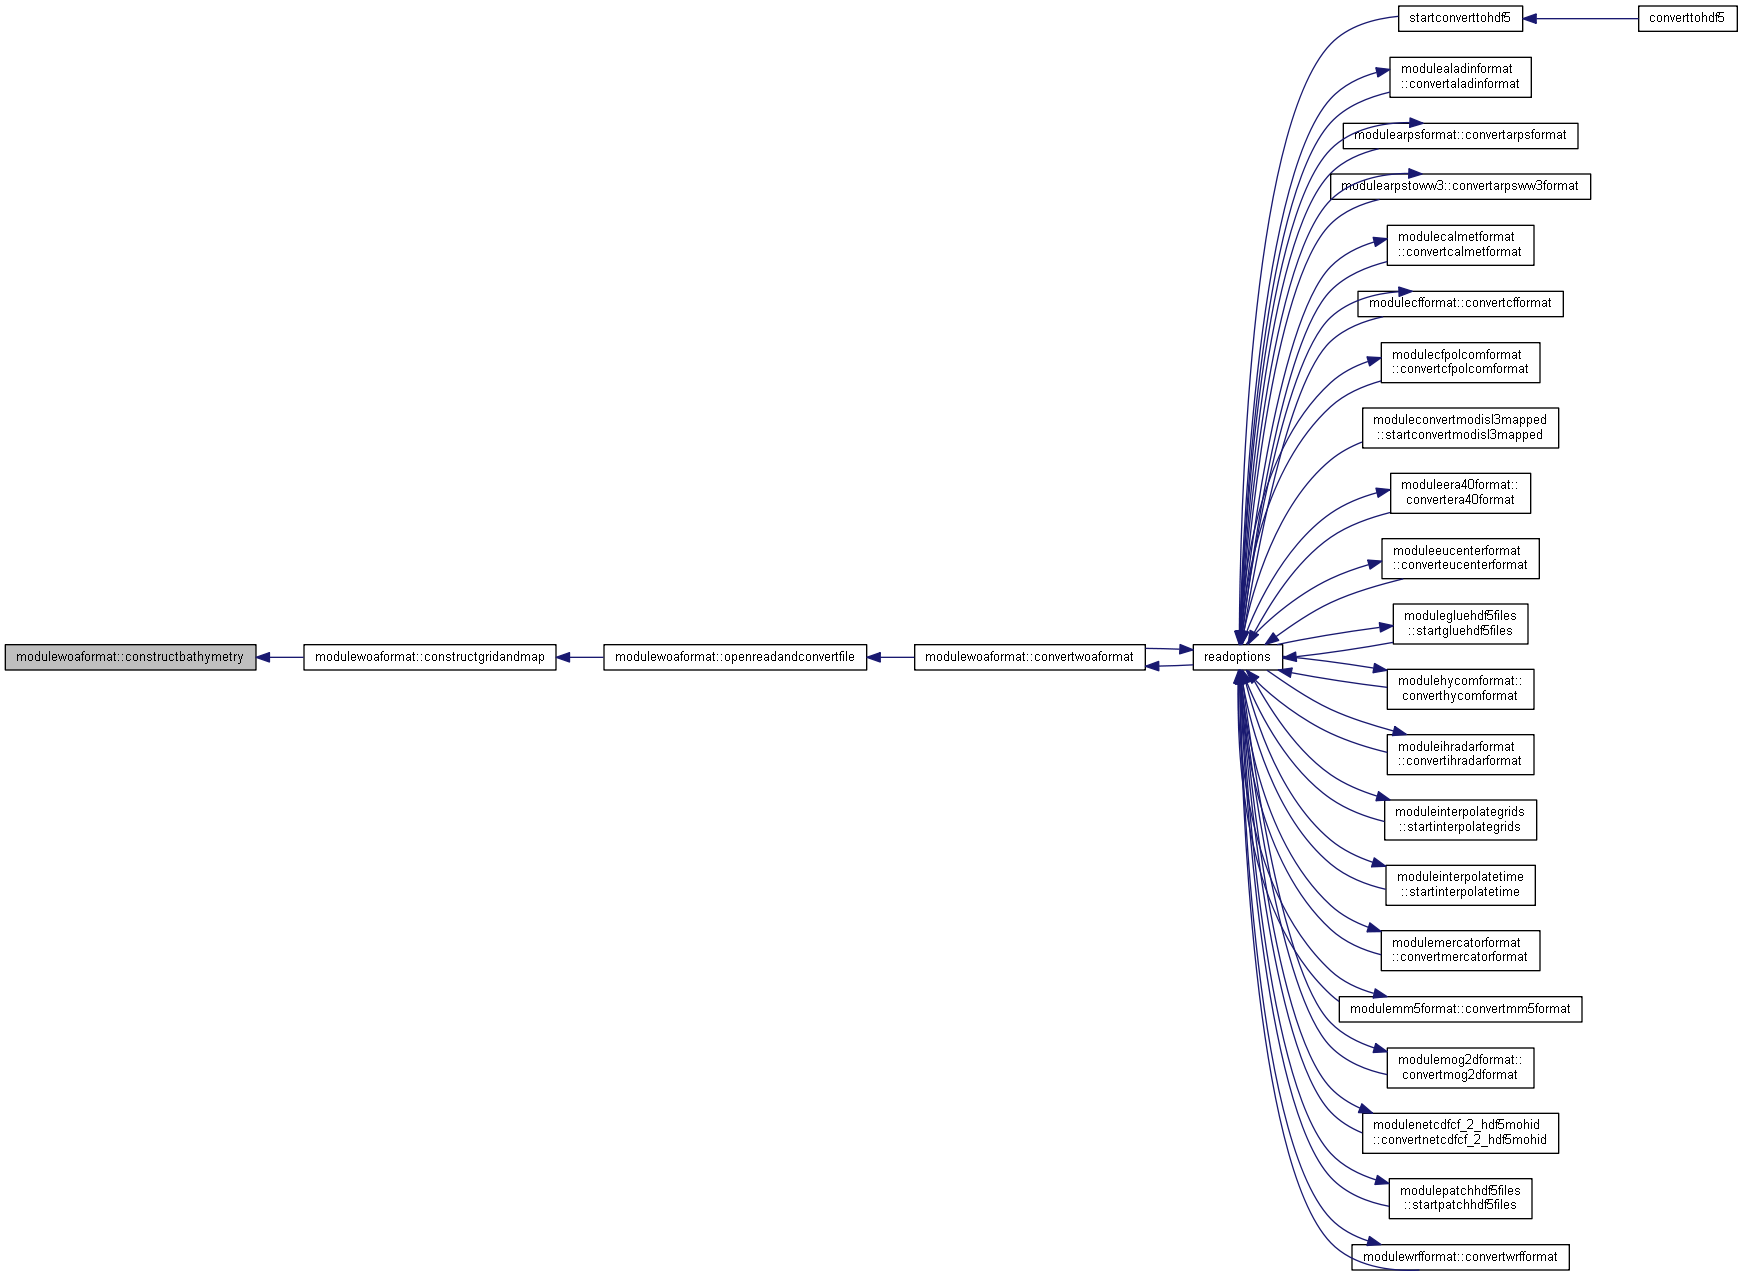 startconverttohdf5
converttohdf5
modulealadinformat
::convertaladinformat
modulearpsformat::convertarpsformat
modulearpstoww3::convertarpsww3format
modulecalmetformat
::convertcalmetformat
modulecfformat::convertcfformat
modulecfpolcomformat
::convertcfpolcomformat
moduleconvertmodisl3mapped
::startconvertmodisl3mapped
moduleera40format::
convertera40format
moduleeucenterformat
::converteucenterformat
modulegluehdf5files
::startgluehdf5files
modulewoaformat::constructbathymetry
modulewoaformat::constructgridandmap
modulewoaformat::openreadandconvertfile
modulewoaformat::convertwoaformat
readoptions
modulehycomformat::
converthycomformat
moduleihradarformat
::convertihradarformat
moduleinterpolategrids
::startinterpolategrids
moduleinterpolatetime
::startinterpolatetime
modulemercatorformat
::convertmercatorformat
modulemm5format::convertmm5format
modulemog2dformat::
convertmog2dformat
modulenetcdfcf_2_hdf5mohid
::convertnetcdfcf_2_hdf5mohid
modulepatchhdf5files
::startpatchhdf5files
modulewrfformat::convertwrfformat